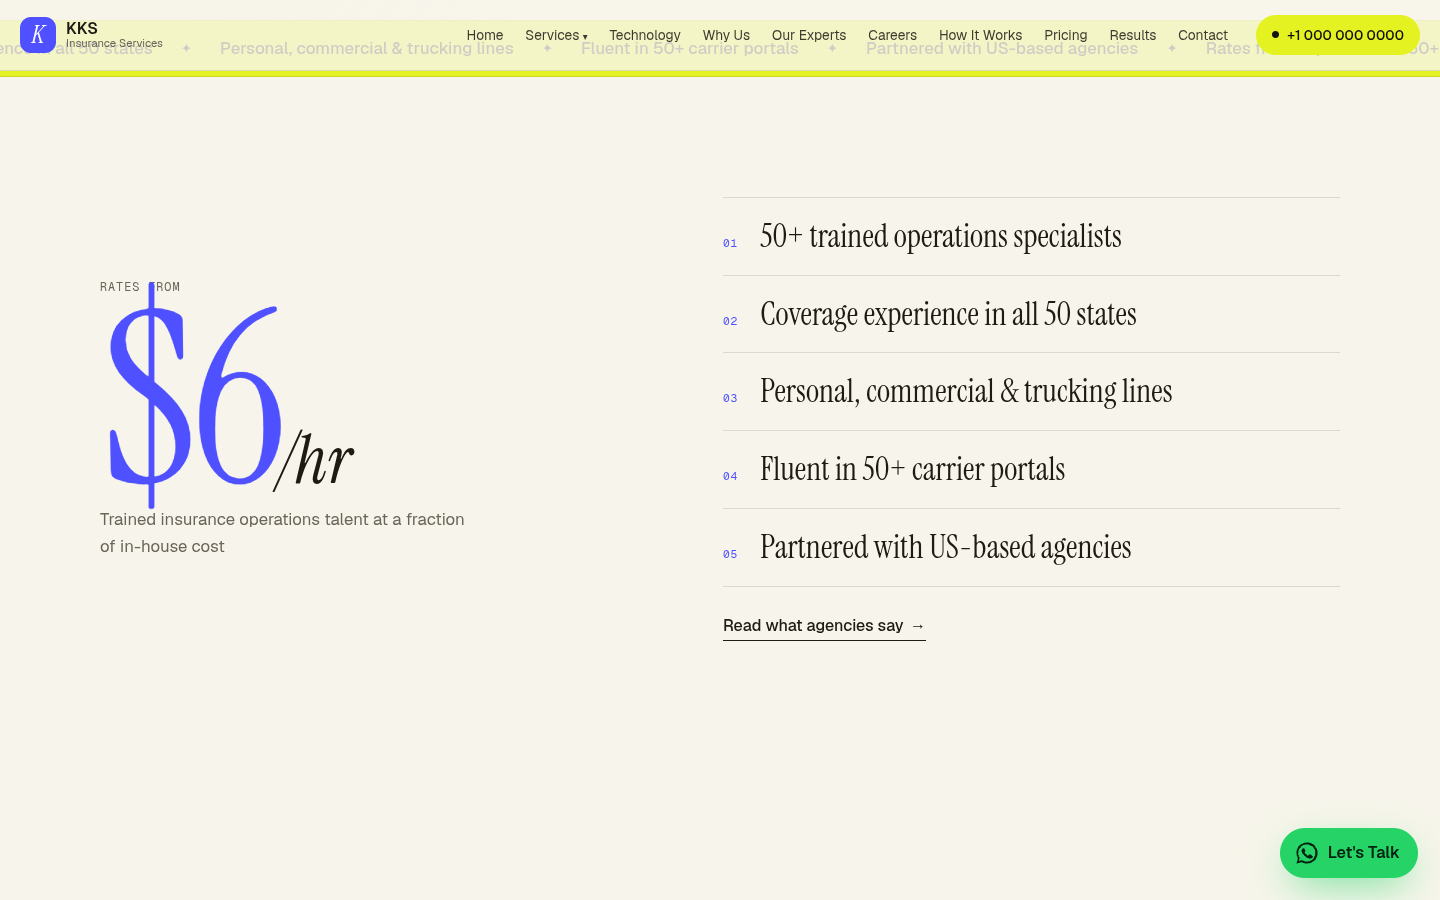 K
KKS
Insurance Services
Home Services ▾ Technology Why Us Our Experts Careers How It Works Pricing Results Contact
+1 000 000 0000
all 50 states ✦ Personal, commercial & trucking lines ✦ Fluent in 50+ carrier portals ✦ Partnered with US-based agencies ✦ Rates
RATES FROM
$6/hr
Trained insurance operations talent at a fraction
of in-house cost
01 50+ trained operations specialists
02 Coverage experience in all 50 states
03 Personal, commercial & trucking lines
04 Fluent in 50+ carrier portals
05 Partnered with US-based agencies
Read what agencies say →
Let's Talk